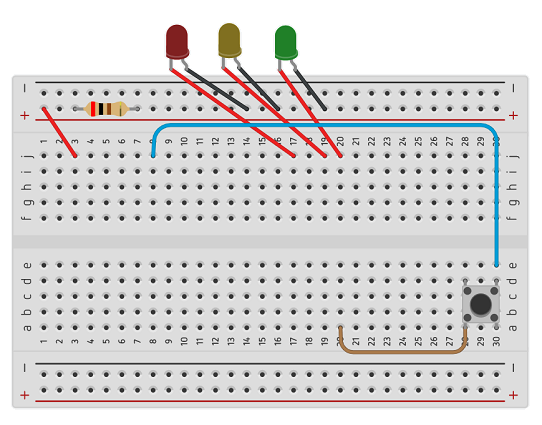 − −
+ +
1 2 3 4 5 6 7 9 10 11 12 13 14 15 16 17 18 19 20 21 22 23 24 25 26 27 28 29 30
j j
i i
h h
g g
f f
e e
d d
c c
b b
a a
1 2 3 4 5 6 7 8 9 10 11 12 13 14 15 16 17 18 19 20 21 22 23 24 25 26 27 28 29 30
− −
+ +